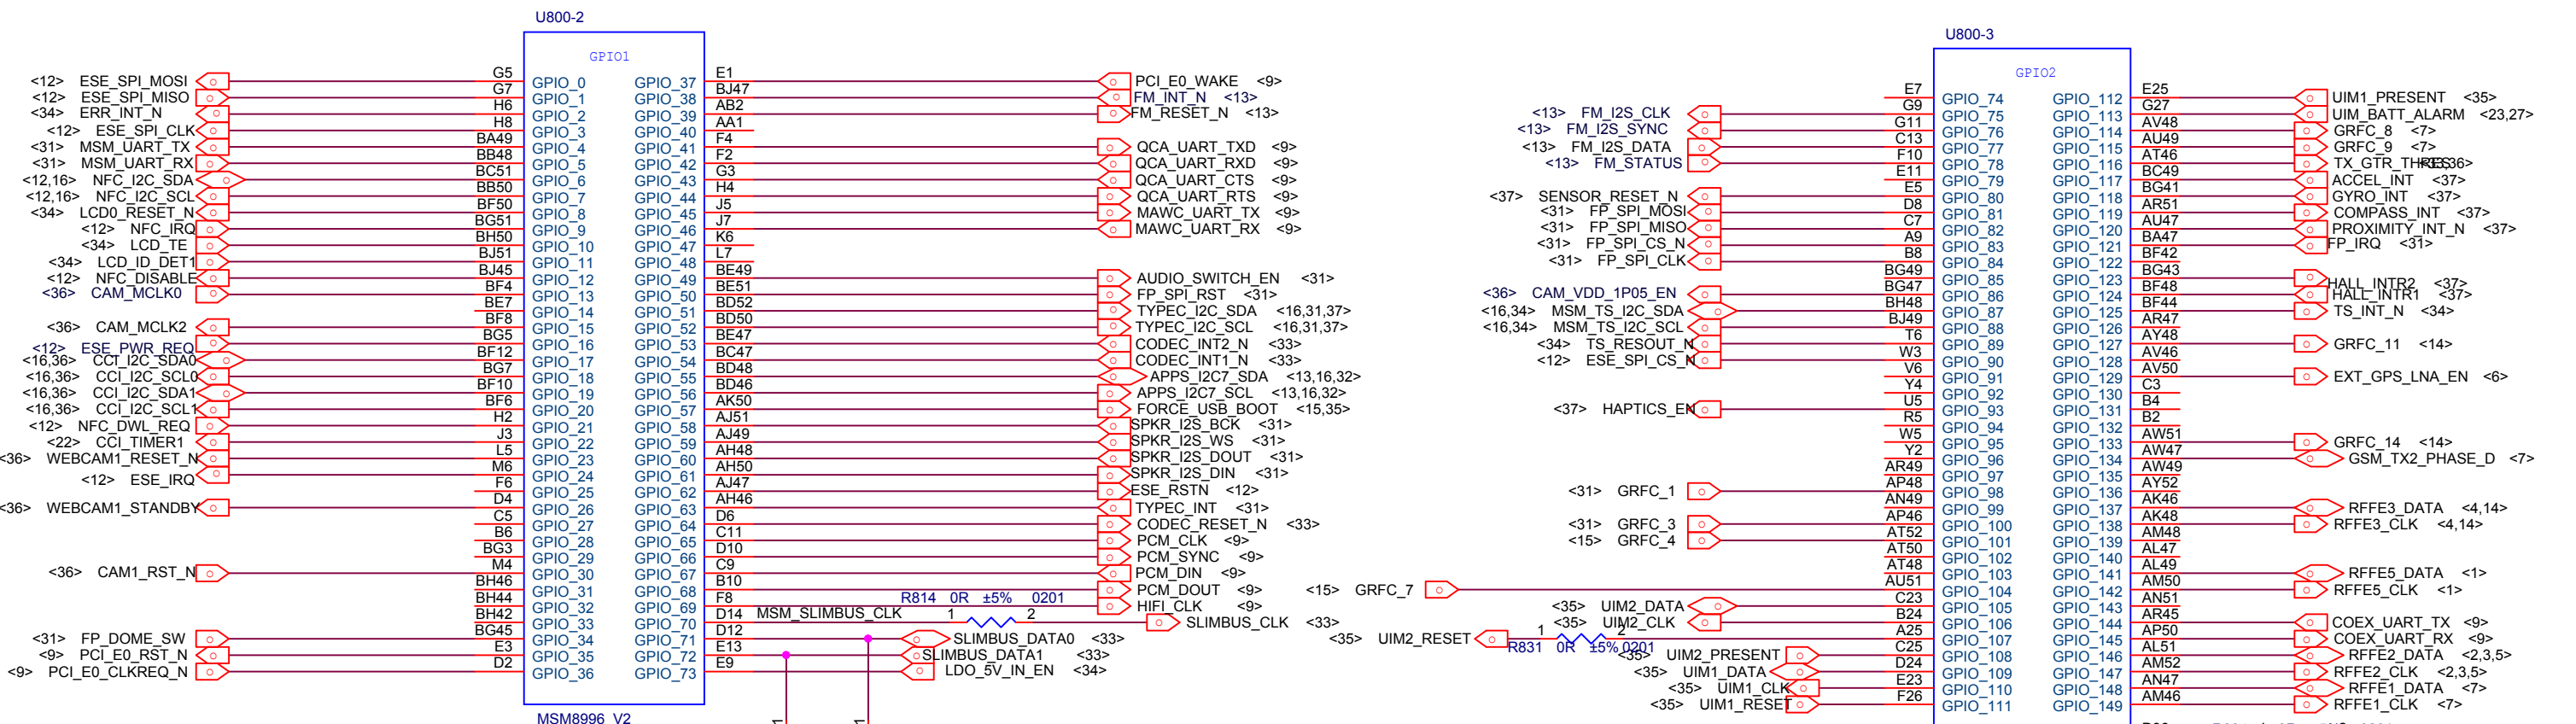 U800-2
GPIO1
<12> ESE_SPI_MOSI G5 GPIO_0 GPIO_37 E1 PCI_E0_WAKE <9>
<12> ESE_SPI_MISO G7 GPIO_1 GPIO_38 BJ47 FM_INT_N <13>
<34> ERR_INT_N H6 GPIO_2 GPIO_39 AB2 FM_RESET_N <13>
<12> ESE_SPI_CLK H8 GPIO_3 GPIO_40 AA1
<31> MSM_UART_TX BA49 GPIO_4 GPIO_41 F4 QCA_UART_TXD <9>
<31> MSM_UART_RX BB48 GPIO_5 GPIO_42 F2 QCA_UART_RXD <9>
<12,16> NFC_I2C_SDA BC51 GPIO_6 GPIO_43 G3 QCA_UART_CTS <9>
<12,16> NFC_I2C_SCL BB50 GPIO_7 GPIO_44 H4 QCA_UART_RTS <9>
<34> LCD0_RESET_N BF50 GPIO_8 GPIO_45 J5 MAWC_UART_TX <9>
<12> NFC_IRQ BG51 GPIO_9 GPIO_46 J7 MAWC_UART_RX <9>
<34> LCD_TE BH50 GPIO_10 GPIO_47 K6
<34> LCD_ID_DET1 BJ51 GPIO_11 GPIO_48 L7
<12> NFC_DISABLE BJ45 GPIO_12 GPIO_49 BE49 AUDIO_SWITCH_EN <31>
<36> CAM_MCLK0 BF4 GPIO_13 GPIO_50 BE51 FP_SPI_RST <31>
BE7 GPIO_14 GPIO_51 BD52 TYPEC_I2C_SDA <16,31,37>
<36> CAM_MCLK2 BF8 GPIO_15 GPIO_52 BD50 TYPEC_I2C_SCL <16,31,37>
<12> ESE_PWR_REQ BG5 GPIO_16 GPIO_53 BE47 CODEC_INT2_N <33>
<16,36> CCI_I2C_SDA0 BF12 GPIO_17 GPIO_54 BC47 CODEC_INT1_N <33>
<16,36> CCI_I2C_SCL0 BG7 GPIO_18 GPIO_55 BD48 APPS_I2C7_SDA <13,16,32>
<16,36> CCI_I2C_SDA1 BF10 GPIO_19 GPIO_56 BD46 APPS_I2C7_SCL <13,16,32>
<16,36> CCI_I2C_SCL1 BF6 GPIO_20 GPIO_57 AK50 FORCE_USB_BOOT <15,35>
<12> NFC_DWL_REQ H2 GPIO_21 GPIO_58 AJ51 SPKR_I2S_BCK <31>
<22> CCI_TIMER1 J3 GPIO_22 GPIO_59 AJ49 SPKR_I2S_WS <31>
<36> WEBCAM1_RESET_N L5 GPIO_23 GPIO_60 AH48 SPKR_I2S_DOUT <31>
<12> ESE_IRQ M6 GPIO_24 GPIO_61 AH50 SPKR_I2S_DIN <31>
F6 GPIO_25 GPIO_62 AJ47 ESE_RSTN <12>
<36> WEBCAM1_STANDBY D4 GPIO_26 GPIO_63 AH46 TYPEC_INT <31>
C5 GPIO_27 GPIO_64 D6 CODEC_RESET_N <33>
B6 GPIO_28 GPIO_65 C11 PCM_CLK <9>
BG3 GPIO_29 GPIO_66 D10 PCM_SYNC <9>
<36> CAM1_RST_N M4 GPIO_30 GPIO_67 C9 PCM_DIN <9>
BH46 GPIO_31 GPIO_68 B10 PCM_DOUT <9>
BH44 GPIO_32 GPIO_69 F8 R814 0R ±5% 0201 HIFI_CLK <9>
BH42 GPIO_33 GPIO_70 D14 MSM_SLIMBUS_CLK 1 2 SLIMBUS_CLK <33>
<31> FP_DOME_SW BG45 GPIO_34 GPIO_71 D12 SLIMBUS_DATA0 <33>
<9> PCI_E0_RST_N E3 GPIO_35 GPIO_72 E13 SLIMBUS_DATA1 <33>
<9> PCI_E0_CLKREQ_N D2 GPIO_36 GPIO_73 E9 LDO_5V_IN_EN <34>
MSM8996_V2
1 1
U800-3
GPIO2
E7 GPIO_74 GPIO_112 E25 UIM1_PRESENT <35>
<13> FM_I2S_CLK G9 GPIO_75 GPIO_113 G27 UIM_BATT_ALARM <23,27>
<13> FM_I2S_SYNC G11 GPIO_76 GPIO_114 AV48 GRFC_8 <7>
<13> FM_I2S_DATA C13 GPIO_77 GPIO_115 AU49 GRFC_9 <7>
<13> FM_STATUS F10 GPIO_78 GPIO_116 AT46 TX_GTR_THRES
E11 GPIO_79 GPIO_117 BC49 ACCEL_INT <37>
<37> SENSOR_RESET_N E5 GPIO_80 GPIO_118 BG41 GYRO_INT <37>
<31> FP_SPI_MOSI D8 GPIO_81 GPIO_119 AR51 COMPASS_INT <37>
<31> FP_SPI_MISO C7 GPIO_82 GPIO_120 AU47 PROXIMITY_INT_N <37>
<31> FP_SPI_CS_N A9 GPIO_83 GPIO_121 BA47 FP_IRQ <31>
<31> FP_SPI_CLK B8 GPIO_84 GPIO_122 BF42
BG49 GPIO_85 GPIO_123 BG43 HALL_INTR2 <37>
<36> CAM_VDD_1P05_EN BG47 GPIO_86 GPIO_124 BF48 HALL_INTR1 <37>
<16,34> MSM_TS_I2C_SDA BH48 GPIO_87 GPIO_125 BF44 TS_INT_N <34>
<16,34> MSM_TS_I2C_SCL BJ49 GPIO_88 GPIO_126 AR47
<34> TS_RESOUT_N T6 GPIO_89 GPIO_127 AY48 GRFC_11 <14>
<12> ESE_SPI_CS_N W3 GPIO_90 GPIO_128 AV46
V6 GPIO_91 GPIO_129 AV50 EXT_GPS_LNA_EN <6>
Y4 GPIO_92 GPIO_130 C3
<37> HAPTICS_EN U5 GPIO_93 GPIO_131 B4
R5 GPIO_94 GPIO_132 B2
W5 GPIO_95 GPIO_133 AW51 GRFC_14 <14>
Y2 GPIO_96 GPIO_134 AW47 GSM_TX2_PHASE_D <7>
AR49 GPIO_97 GPIO_135 AW49
<31> GRFC_1 AP48 GPIO_98 GPIO_136 AY52
AN49 GPIO_99 GPIO_137 AK46 RFFE3_DATA <4,14>
<31> GRFC_3 AP46 GPIO_100 GPIO_138 AK48 RFFE3_CLK <4,14>
<15> GRFC_4 AT52 GPIO_101 GPIO_139 AM48
AT50 GPIO_102 GPIO_140 AL47
AT48 GPIO_103 GPIO_141 AL49 RFFE5_DATA <1>
<15> GRFC_7 AU51 GPIO_104 GPIO_142 AM50 RFFE5_CLK <1>
<35> UIM2_DATA C23 GPIO_105 GPIO_143 AN51
<35> UIM2_CLK B24 GPIO_106 GPIO_144 AR45 COEX_UART_TX <9>
<35> UIM2_RESET 1 2 R831 0R ±5% 0201 A25 GPIO_107 GPIO_145 AP50 COEX_UART_RX <9>
<35> UIM2_PRESENT C25 GPIO_108 GPIO_146 AL51 RFFE2_DATA <2,3,5>
<35> UIM1_DATA D24 GPIO_109 GPIO_147 AM52 RFFE2_CLK <2,3,5>
<35> UIM1_CLK E23 GPIO_110 GPIO_148 AN47 RFFE1_DATA <7>
<35> UIM1_RESET F26 GPIO_111 GPIO_149 AM46 RFFE1_CLK <7>